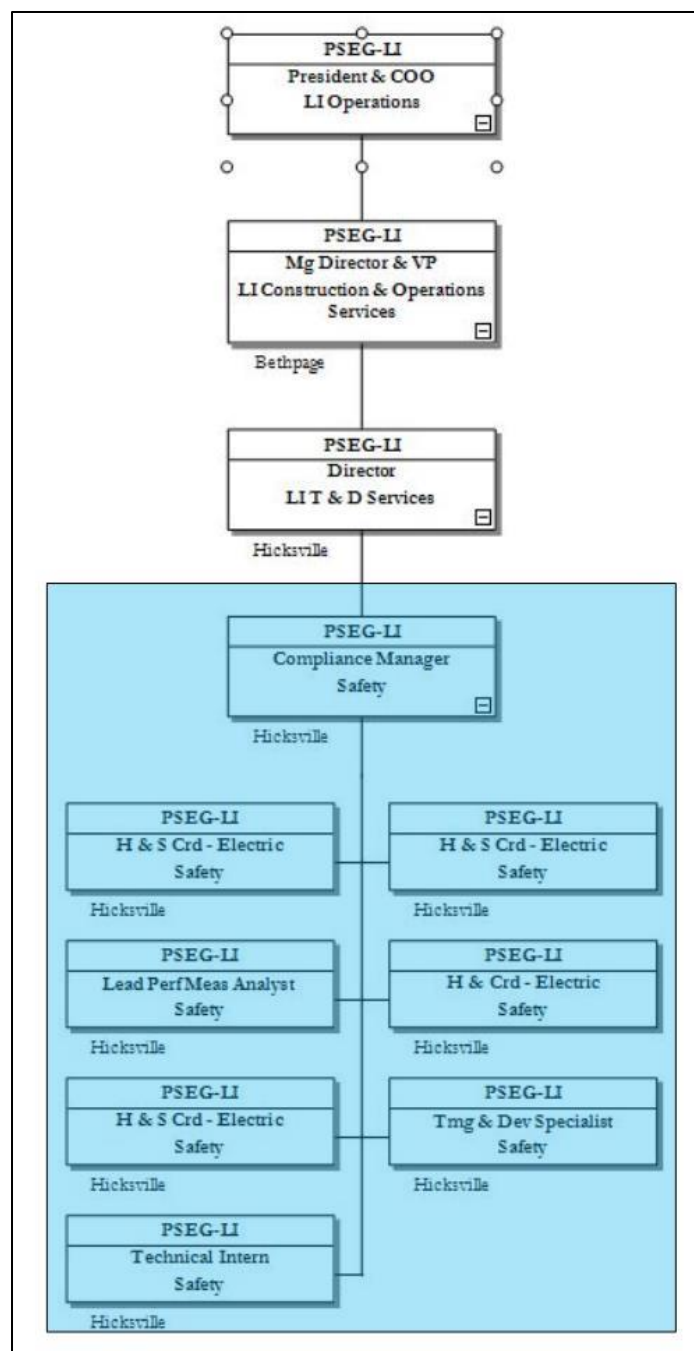 PSEG-LI
President & COO
LI Operations
PSEG-LI
Mg Director & VP
LI Construction & Operations
Services
Bethpage
PSEG-LI
Director
LI T & D Services
Hicksville
PSEG-LI
Compliance Manager
Safety
Hicksville
PSEG-LI
H & S Crd - Electric
Safety
Hicksville
PSEG-LI
H & S Crd - Electric
Safety
Hicksville
PSEG-LI
Lead Perf Meas Analyst
Safety
Hicksville
PSEG-LI
H & Crd - Electric
Safety
Hicksville
PSEG-LI
H & S Crd - Electric
Safety
Hicksville
PSEG-LI
Tmg & Dev Specialist
Safety
Hicksville
PSEG-LI
Technical Intern
Safety
Hicksville